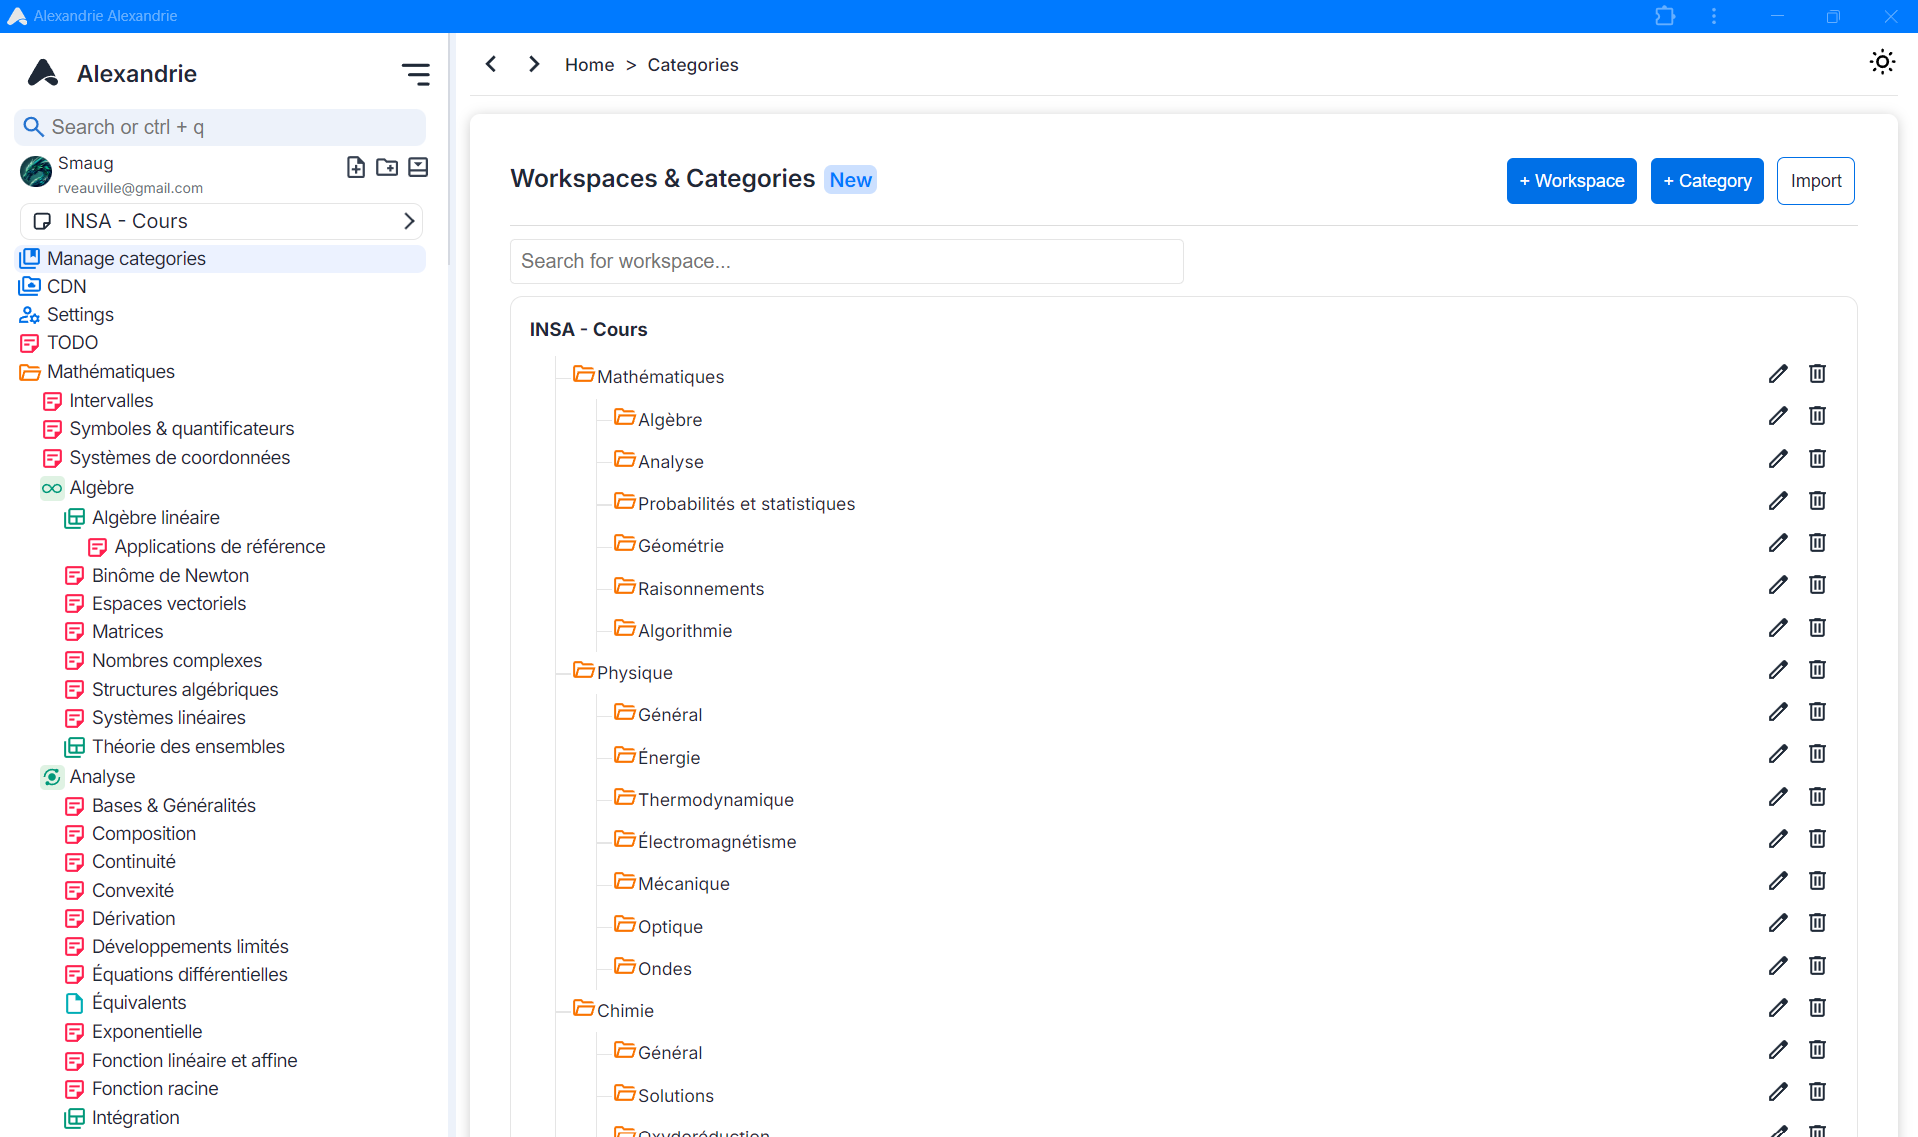 Alexandrie Alexandrie
Alexandrie
Search or ctrl + q
Smaug
rveauville@gmail.com
INSA - Cours
Manage categories
CDN
Settings
TODO
Mathématiques
Intervalles
Symboles & quantificateurs
Systèmes de coordonnées
Algèbre
Algèbre linéaire
Applications de référence
Binôme de Newton
Espaces vectoriels
Matrices
Nombres complexes
Structures algébriques
Systèmes linéaires
Théorie des ensembles
Analyse
Bases & Généralités
Composition
Continuité
Convexité
Dérivation
Développements limités
Équations différentielles
Équivalents
Exponentielle
Fonction linéaire et affine
Fonction racine
Intégration
Home > Categories
Workspaces & Categories New
+ Workspace
+ Category
Import
Search for workspace...
INSA - Cours
Mathématiques
Algèbre
Analyse
Probabilités et statistiques
Géométrie
Raisonnements
Algorithmie
Physique
Général
Énergie
Thermodynamique
Électromagnétisme
Mécanique
Optique
Ondes
Chimie
Général
Solutions
Oxydoréduction